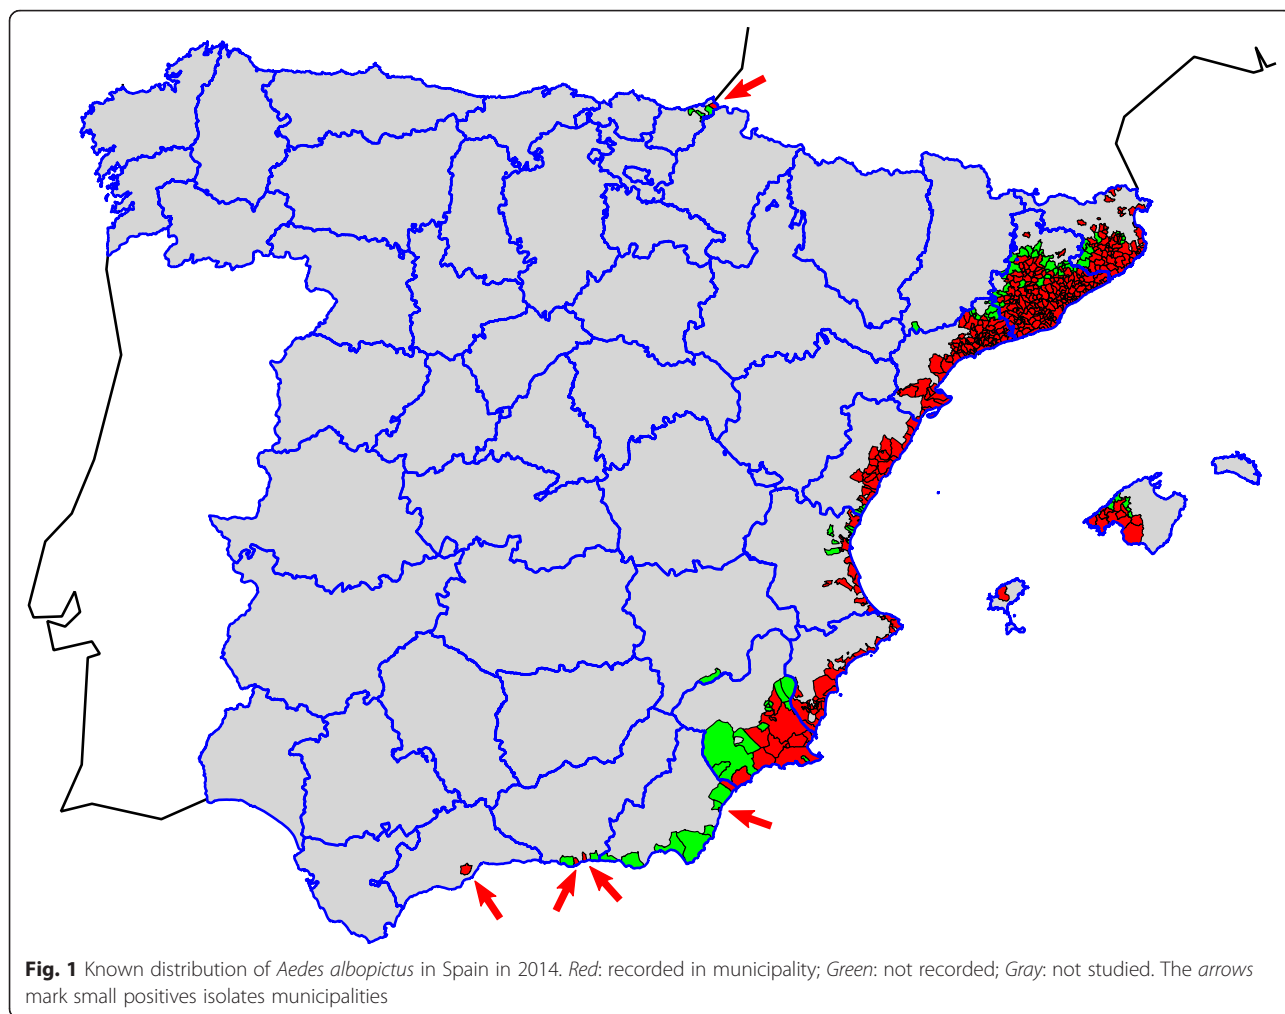 Fig. 1 Known distribution of Aedes albopictus in Spain in 2014. Red: recorded in municipality; Green: not recorded; Gray: not studied. The arrows
mark small positives isolates municipalities